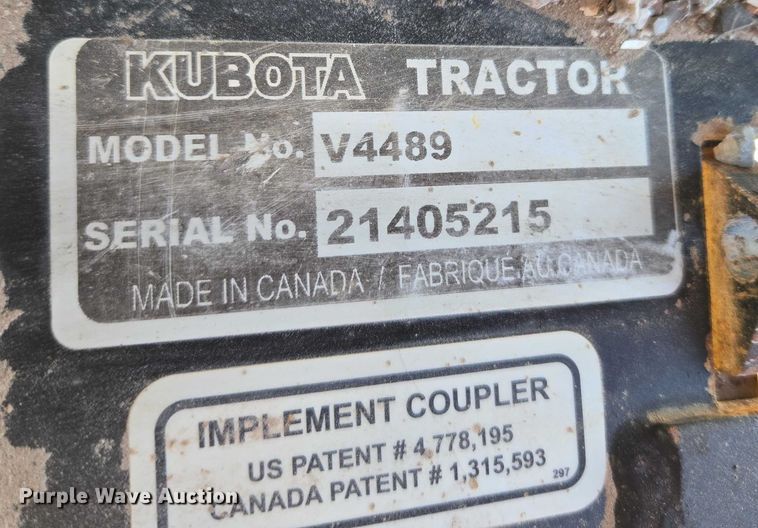 KUBOTA TRACTOR
MODEL No. V4489
SERIAL No. 21405215
MADE IN CANADA / FABRIQUE AU CANADA
IMPLEMENT COUPLER
US PATENT # 4,778,195
CANADA PATENT # 1,315,593
297
Purple Wave Auction